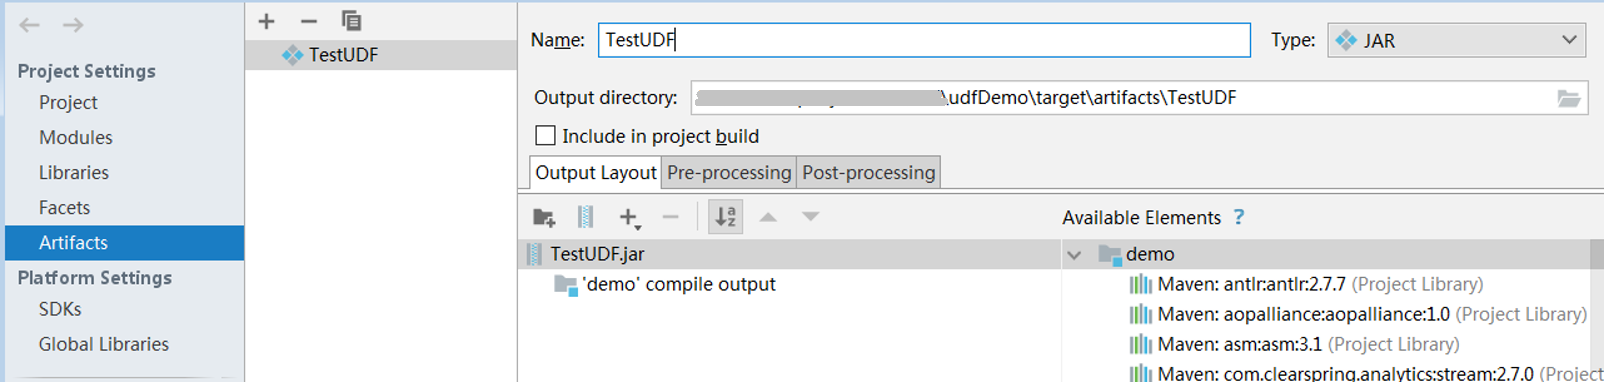 Project Settings
Project
Modules
Libraries
Facets
Artifacts
Platform Settings
SDKs
Global Libraries
TestUDF
Name: TestUDF Type: JAR
Output directory: \udfDemo\target\artifacts\TestUDF
Include in project build
Output Layout Pre-processing Post-processing
Available Elements ?
TestUDF.jar
'demo' compile output
demo
Maven: antlr:antlr:2.7.7 (Project Library)
Maven: aopalliance:aopalliance:1.0 (Project Library)
Maven: asm:asm:3.1 (Project Library)
Maven: com.clearspring.analytics:stream:2.7.0 (Project